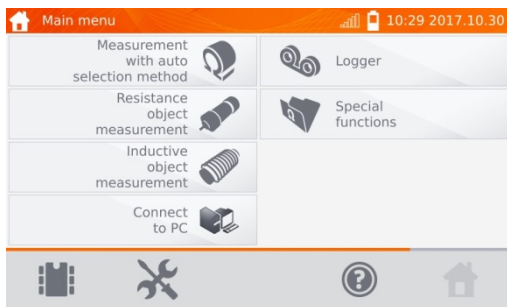 Main menu
10:29 2017.10.30
Measurement
with auto
selection method
Resistance
object
measurement
Inductive
object
measurement
Connect
to PC
Logger
Special
functions